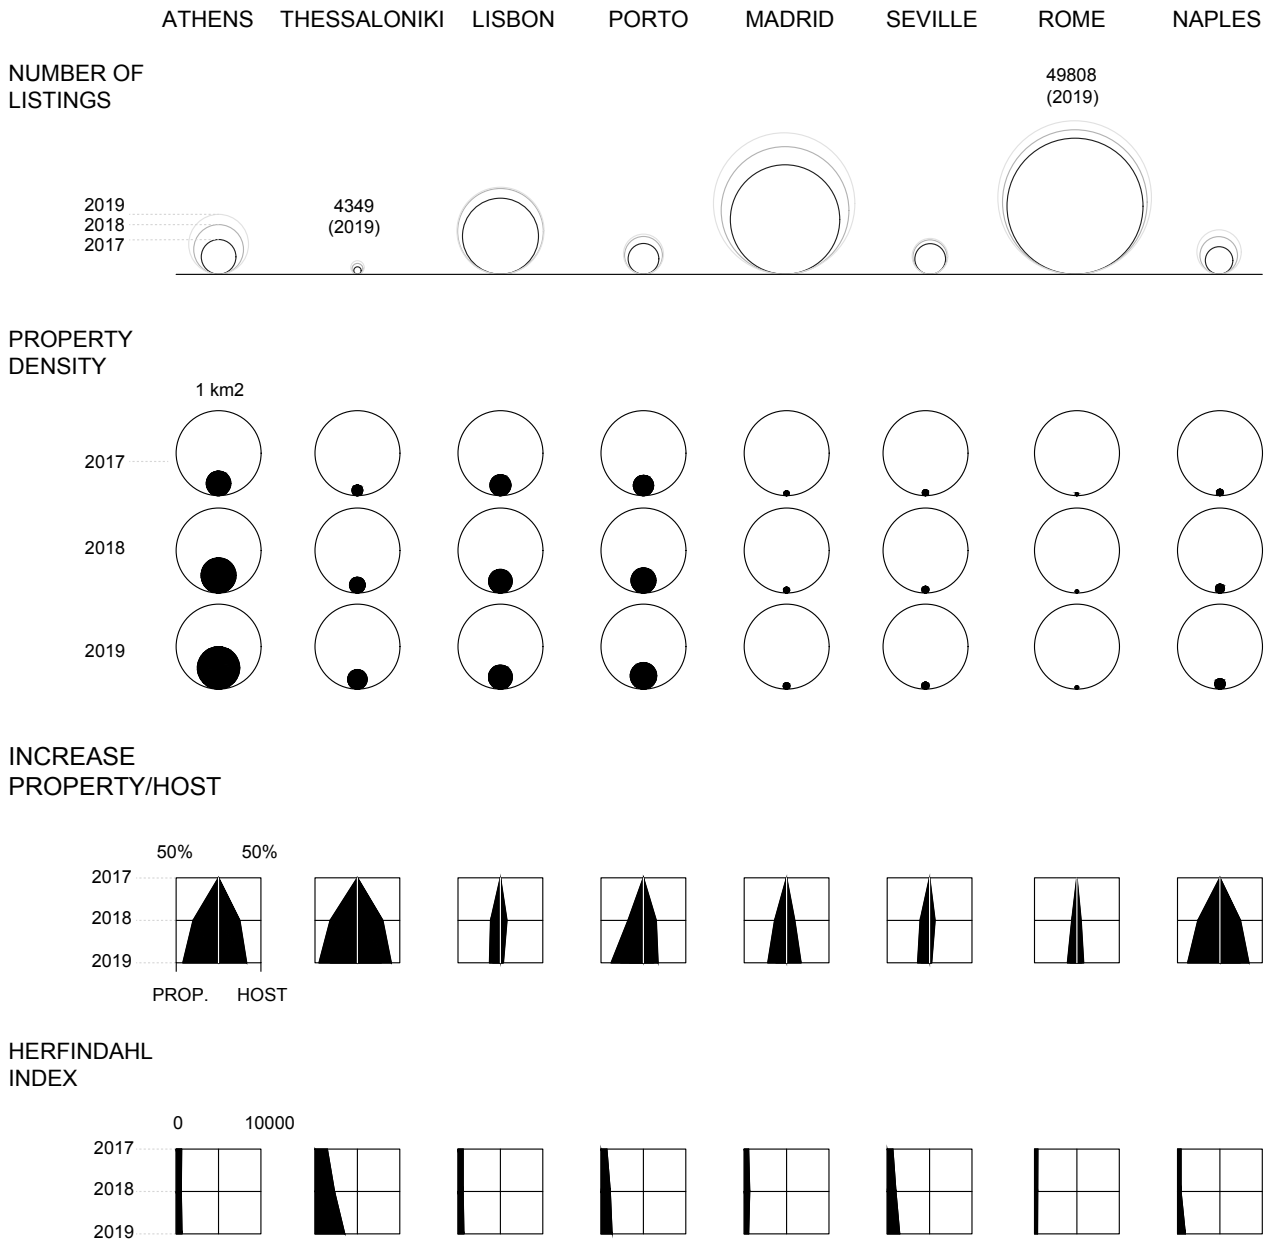 ATHENS THESSALONIKI LISBON PORTO MADRID SEVILLE ROME NAPLES
NUMBER OF
LISTINGS
49808
(2019)
2019
2018
2017
4349
(2019)
PROPERTY
DENSITY
1 km2
2017
2018
2019
INCREASE
PROPERTY/HOST
50% 50%
2017
2018
2019
PROP. HOST
HERFINDAHL
INDEX
0 10000
2017
2018
2019